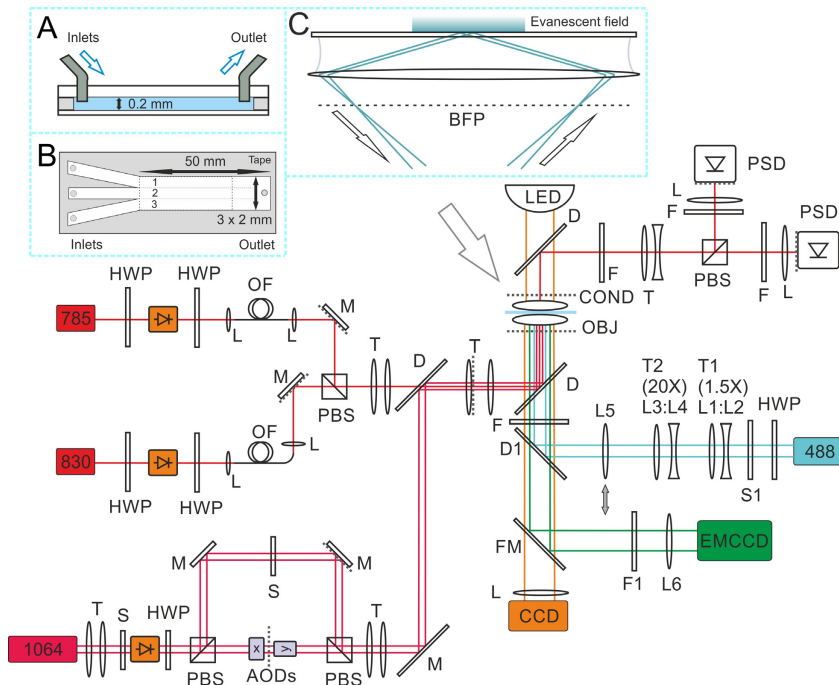 A
Inlets
Outlet
0.2 mm
B
50 mm
Tape
1
2
3
3 x 2 mm
Inlets
Outlet
C
Evanescent field
BFP
LED
D
F
T
PBS
L
F
PSD
F
L
PSD
COND
OBJ
HWP
HWP
OF
M
785
L
L
T
D
T
D
M
PBS
OF
L
830
L
HWP
HWP
F
D1
L5
T2
(20X)
L3:L4
T1
(1.5X)
L1:L2
HWP
488
S1
FM
EMCCD
F1
L6
L
CCD
M
M
S
T
S
HWP
T
1064
x
y
M
PBS
AODs
PBS